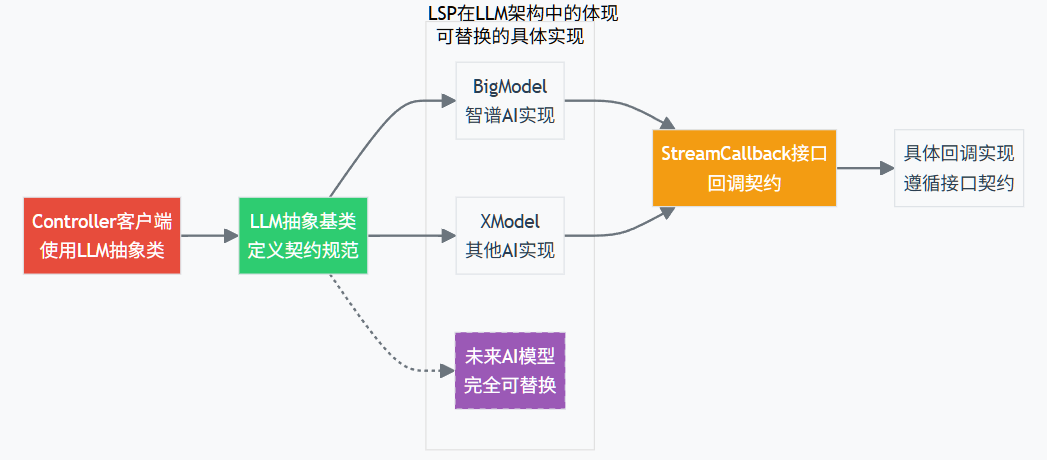 LSP在LLM架构中的体现
可替换的具体实现
BigModel
智谱AI实现
StreamCallback接口
回调契约
具体回调实现
遵循接口契约
Controller客户端
使用LLM抽象类
LLM抽象基类
定义契约规范
XModel
其他AI实现
未来AI模型
完全可替换